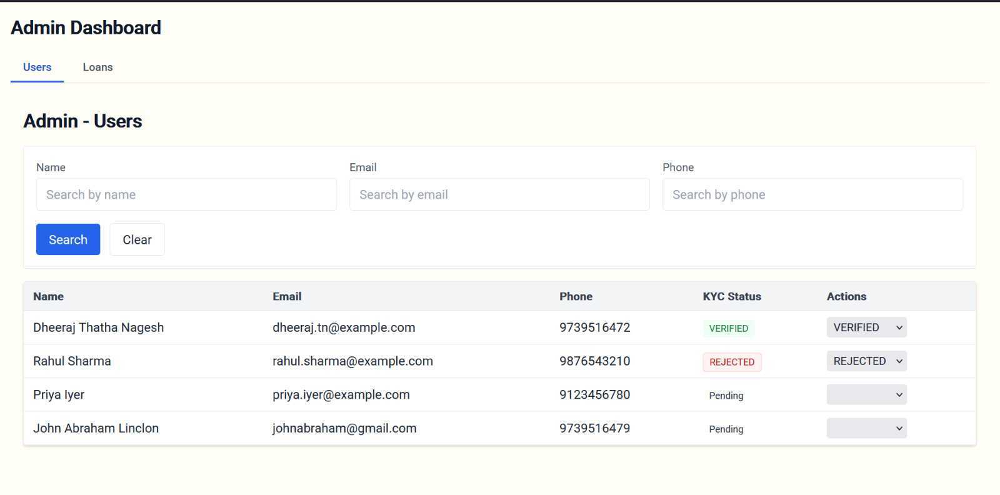 Admin Dashboard
Users Loans
Admin - Users
Name Email Phone
Search by name Search by email Search by phone
Search Clear
Name Email Phone KYC Status Actions
Dheeraj Thatha Nagesh dheeraj.tn@example.com 9739516472 VERIFIED VERIFIED
Rahul Sharma rahul.sharma@example.com 9876543210 REJECTED REJECTED
Priya Iyer priya.iyer@example.com 9123456780 Pending
John Abraham Linclon johnabraham@gmail.com 9739516479 Pending